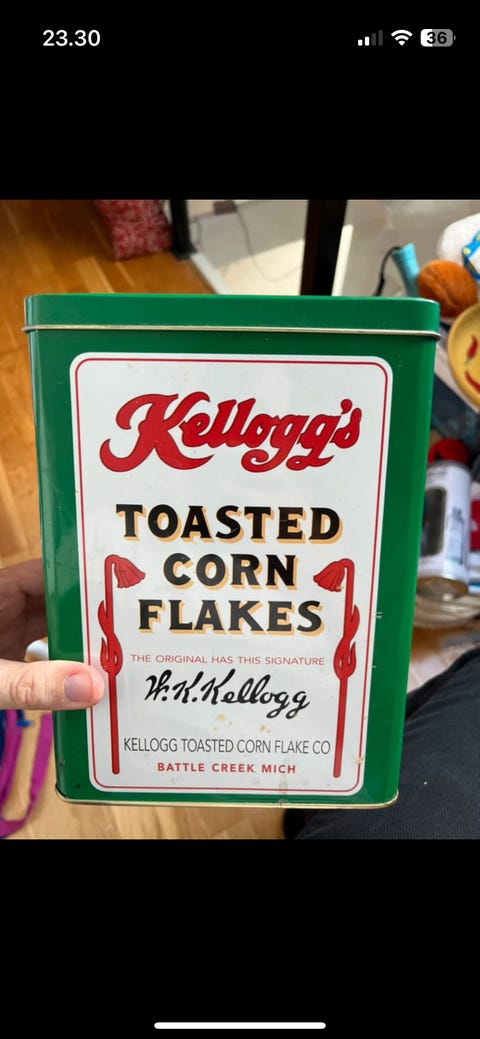 23.30
36
Kellogg's
TOASTED
CORN
FLAKES
THE ORIGINAL HAS THIS SIGNATURE
W.K.Kellogg
KELLOGG TOASTED CORN FLAKE CO
BATTLE CREEK MICH